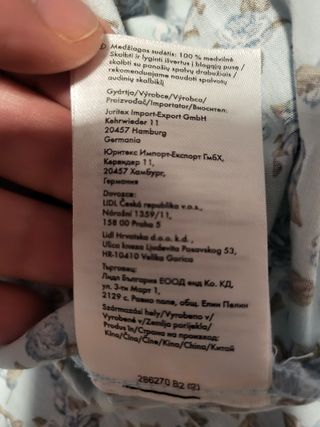 Medžiagos sudėtis: 100 % medvilnė
Skalbti ir lyginti išvertus į blogąją pusę /
skalbti su panašių spalvų drabužiais /
rekomenduojame naudoti spalvotų
audinių skalbiklį
Gyártja/Výrobce/Výrobca/
Proizvođač/Importator/Вносител:
Juritex Import-Export GmbH
Kehrwieder 11
20457 Hamburg
Germania
Юритекс Импорт-Експорт ГмбХ,
Кервидер 11,
20457 Хамбург,
Германия
Dovozce:
LIDL Česká republika v.o.s.,
Nárožní 1359/11,
158 00 Praha 5
Lidl Hrvatska d.o.o. k.d.,
Ulica kneza Ljudevita Posavskog 53,
HR-10410 Velika Gorica
Търговец:
Лидл България ЕООД енд Ко. КД,
ул. 3-ти Март 1,
2129 с. Равно поле, общ. Елин Пелин
Származási hely/Vyrobeno v/
Vyrobené v/Zemlja porijekla/
Produs în/Страна на произход:
Kína/Čína/Čine/Kina/China/Китай
286270 B2 (2)